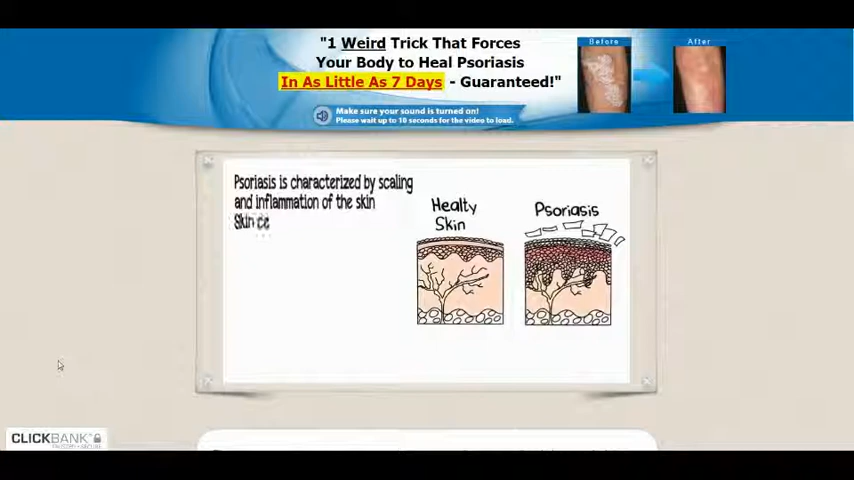 "1 Weird Trick That Forces
Your Body to Heal Psoriasis
In As Little As 7 Days - Guaranteed!"
Before
After
Make sure your sound is turned on!
Please wait up to 10 seconds for the video to load.
Psoriasis is characterized by scaling
and inflammation of the skin
Skin
Healty
Skin
Psoriasis
CLICKBANK